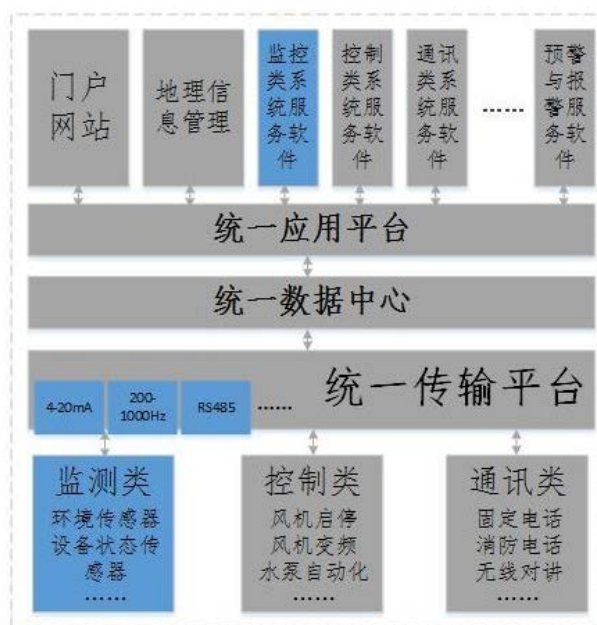 门户
网站
地理信
息管理
监控
类系
统服
务软
件
控制
类系
统服
务软
件
通讯
类系
统服
务软
件
......
预警
与报
警服
务软
件
统一应用平台
统一数据中心
统一传输平台
4-20mA
200-
1000Hz
RS485
......
监测类
环境传感器
设备状态传
感器
......
控制类
风机启停
风机变频
水泵自动化
......
通讯类
固定电话
消防电话
无线对讲
......